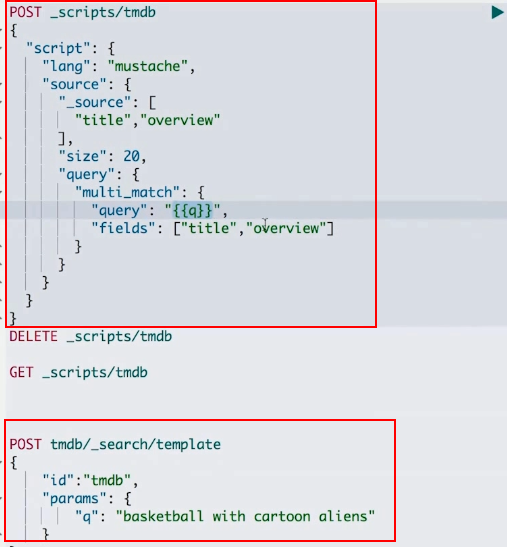 POST _scripts/tmdb
{
"script": {
"lang": "mustache",
"source": {
"_source": [
"title","overview"
],
"size": 20,
"query": {
"multi_match": {
"query": "{{q}}",
"fields": ["title","overview"]
}
}
}
}
}
DELETE _scripts/tmdb
GET _scripts/tmdb
POST tmdb/_search/template
{
"id":"tmdb",
"params": {
"q": "basketball with cartoon aliens"
}